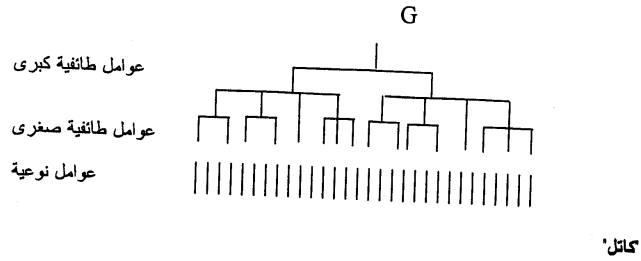 G
عوامل طائفية كبرى
عوامل طائفية صغرى
عوامل نوعية
"كاتل"